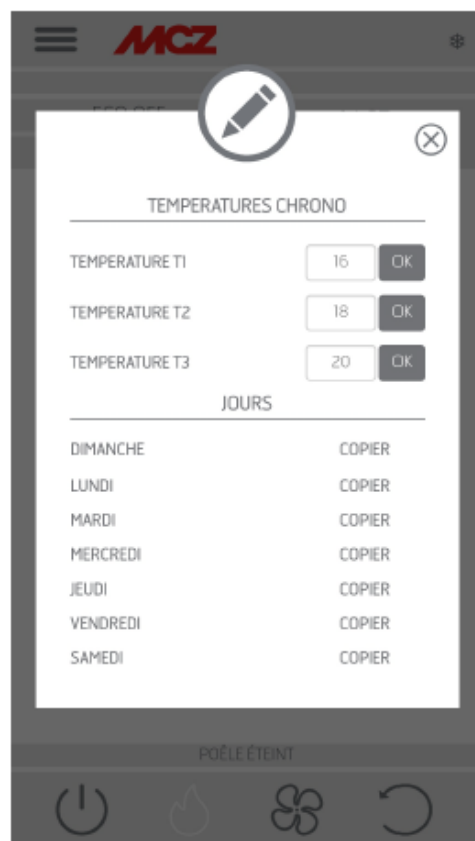 MCZ
TEMPERATURES CHRONO
TEMPERATURE T1 16 OK
TEMPERATURE T2 18 OK
TEMPERATURE T3 20 OK
JOURS
DIMANCHE COPIER
LUNDI COPIER
MARDI COPIER
MERCREDI COPIER
JEUDI COPIER
VENDREDI COPIER
SAMEDI COPIER
POÊLE ÉTEINT